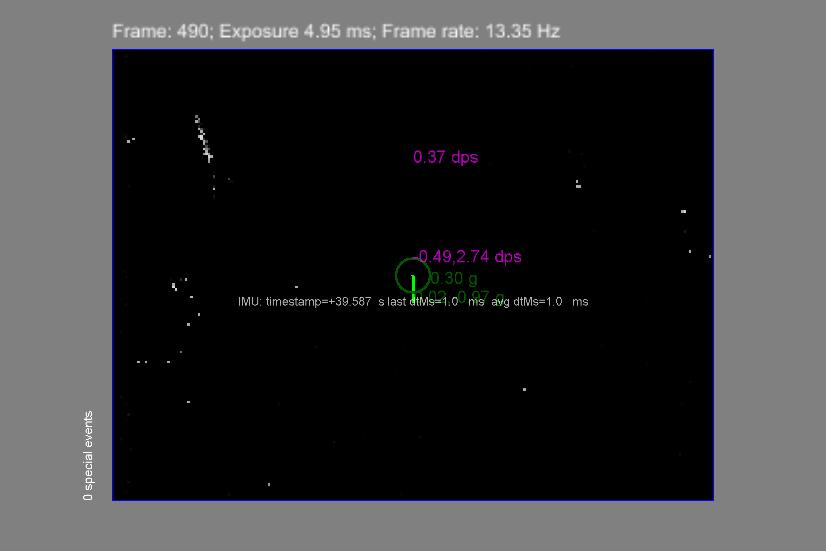 Frame: 490; Exposure 4.95 ms; Frame rate: 13.35 Hz
0.37 dps
-0.49,2.74 dps
0.30 g
IMU: timestamp=+39.587 s last dtMs=1.0 ms avg dtMs=1.0 ms
0 special events